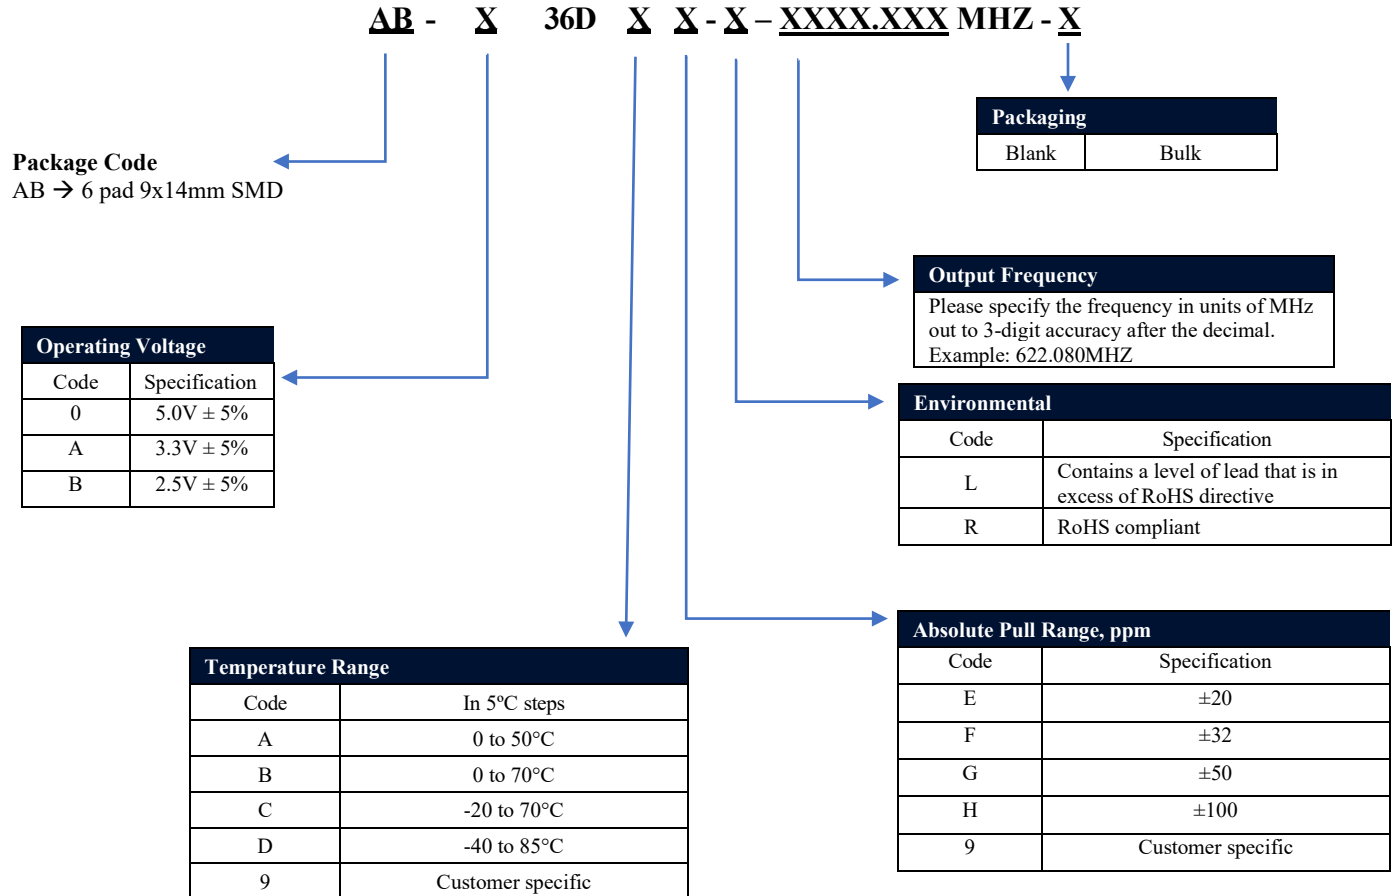 AB - X 36D X X - X – XXXX.XXX MHZ - X
Packaging
Blank Bulk
Package Code
AB → 6 pad 9x14mm SMD
Output Frequency
Please specify the frequency in units of MHz
out to 3-digit accuracy after the decimal.
Example: 622.080MHZ
Operating Voltage
Code Specification
0 5.0V ± 5%
A 3.3V ± 5%
B 2.5V ± 5%
Environmental
Code Specification
L Contains a level of lead that is in
excess of RoHS directive
R RoHS compliant
Temperature Range
Code In 5ºC steps
A 0 to 50°C
B 0 to 70°C
C -20 to 70°C
D -40 to 85°C
9 Customer specific
Absolute Pull Range, ppm
Code Specification
E ±20
F ±32
G ±50
H ±100
9 Customer specific